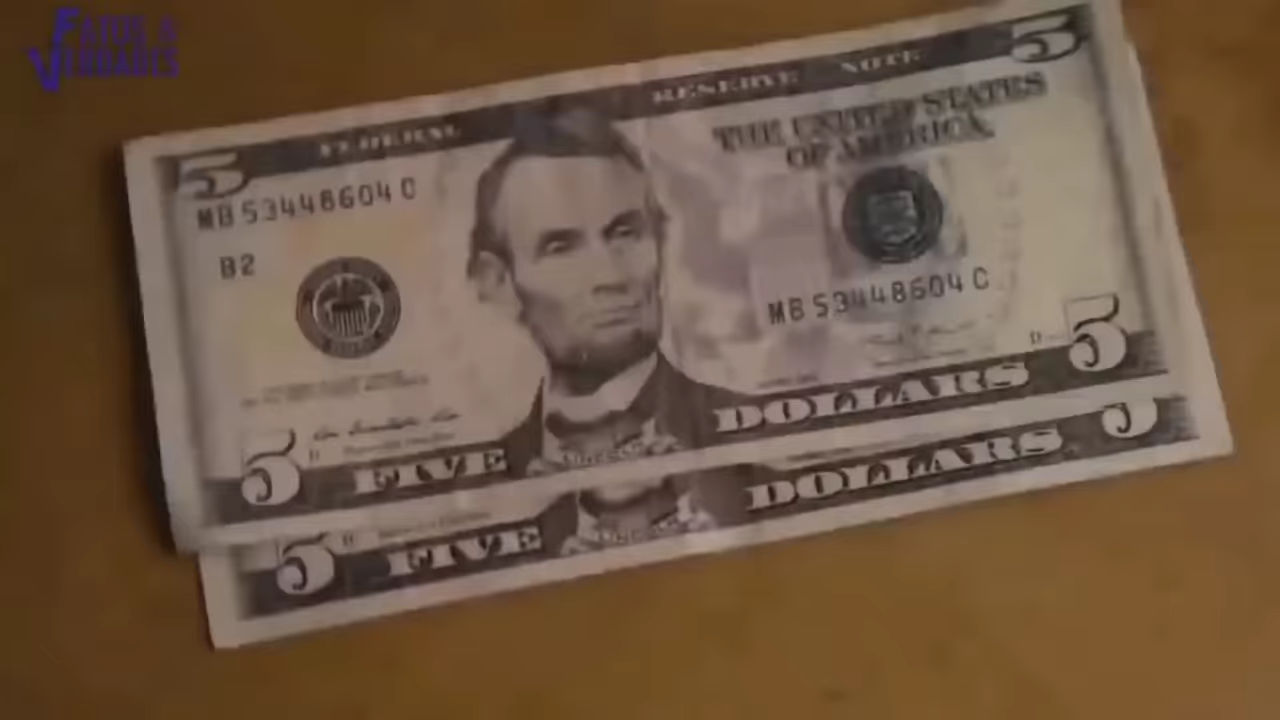 FATOS &
VERDADES
FEDERAL RESERVE NOTE
5
5
THE UNITED STATES
OF AMERICA
MB 53448604 C
B2
MB 53448604 C
D
5
FIVE
DOLLARS
5
5
FIVE
DOLLARS
5